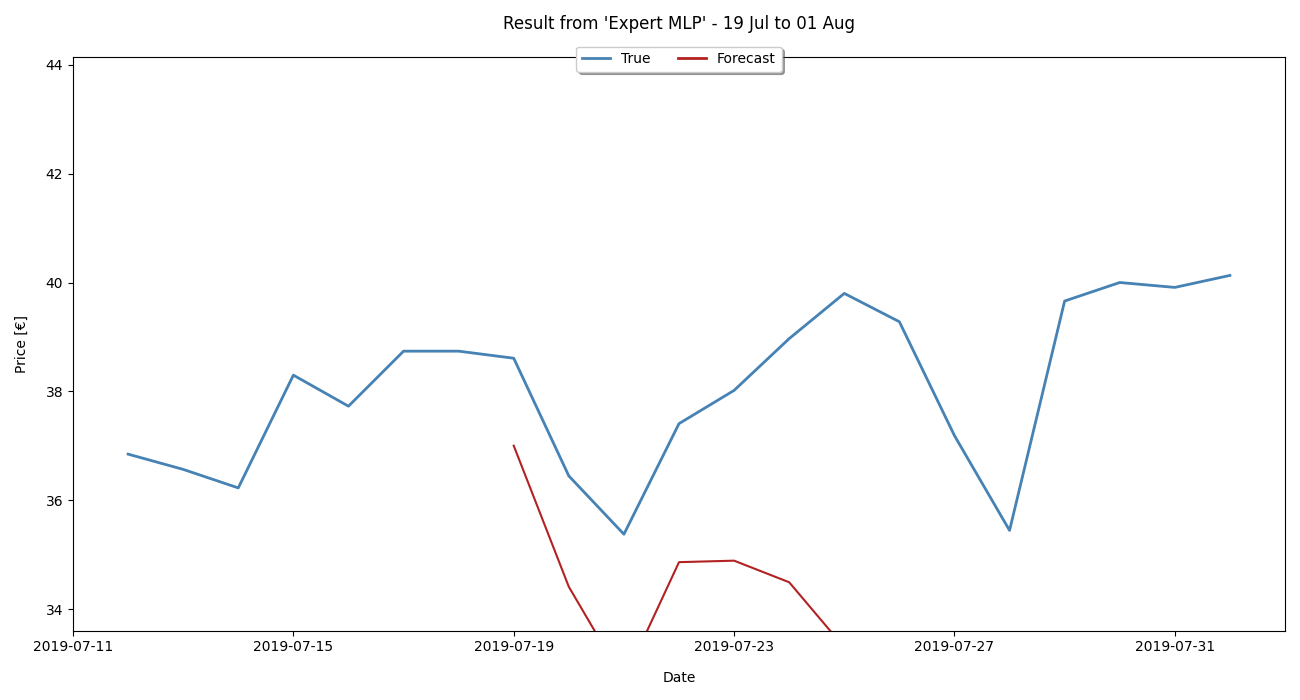 Result from 'Expert MLP' - 19 Jul to 01 Aug
True Forecast
44
42
40
38
36
34
Price [€]
2019-07-11 2019-07-15 2019-07-19 2019-07-23 2019-07-27 2019-07-31
Date